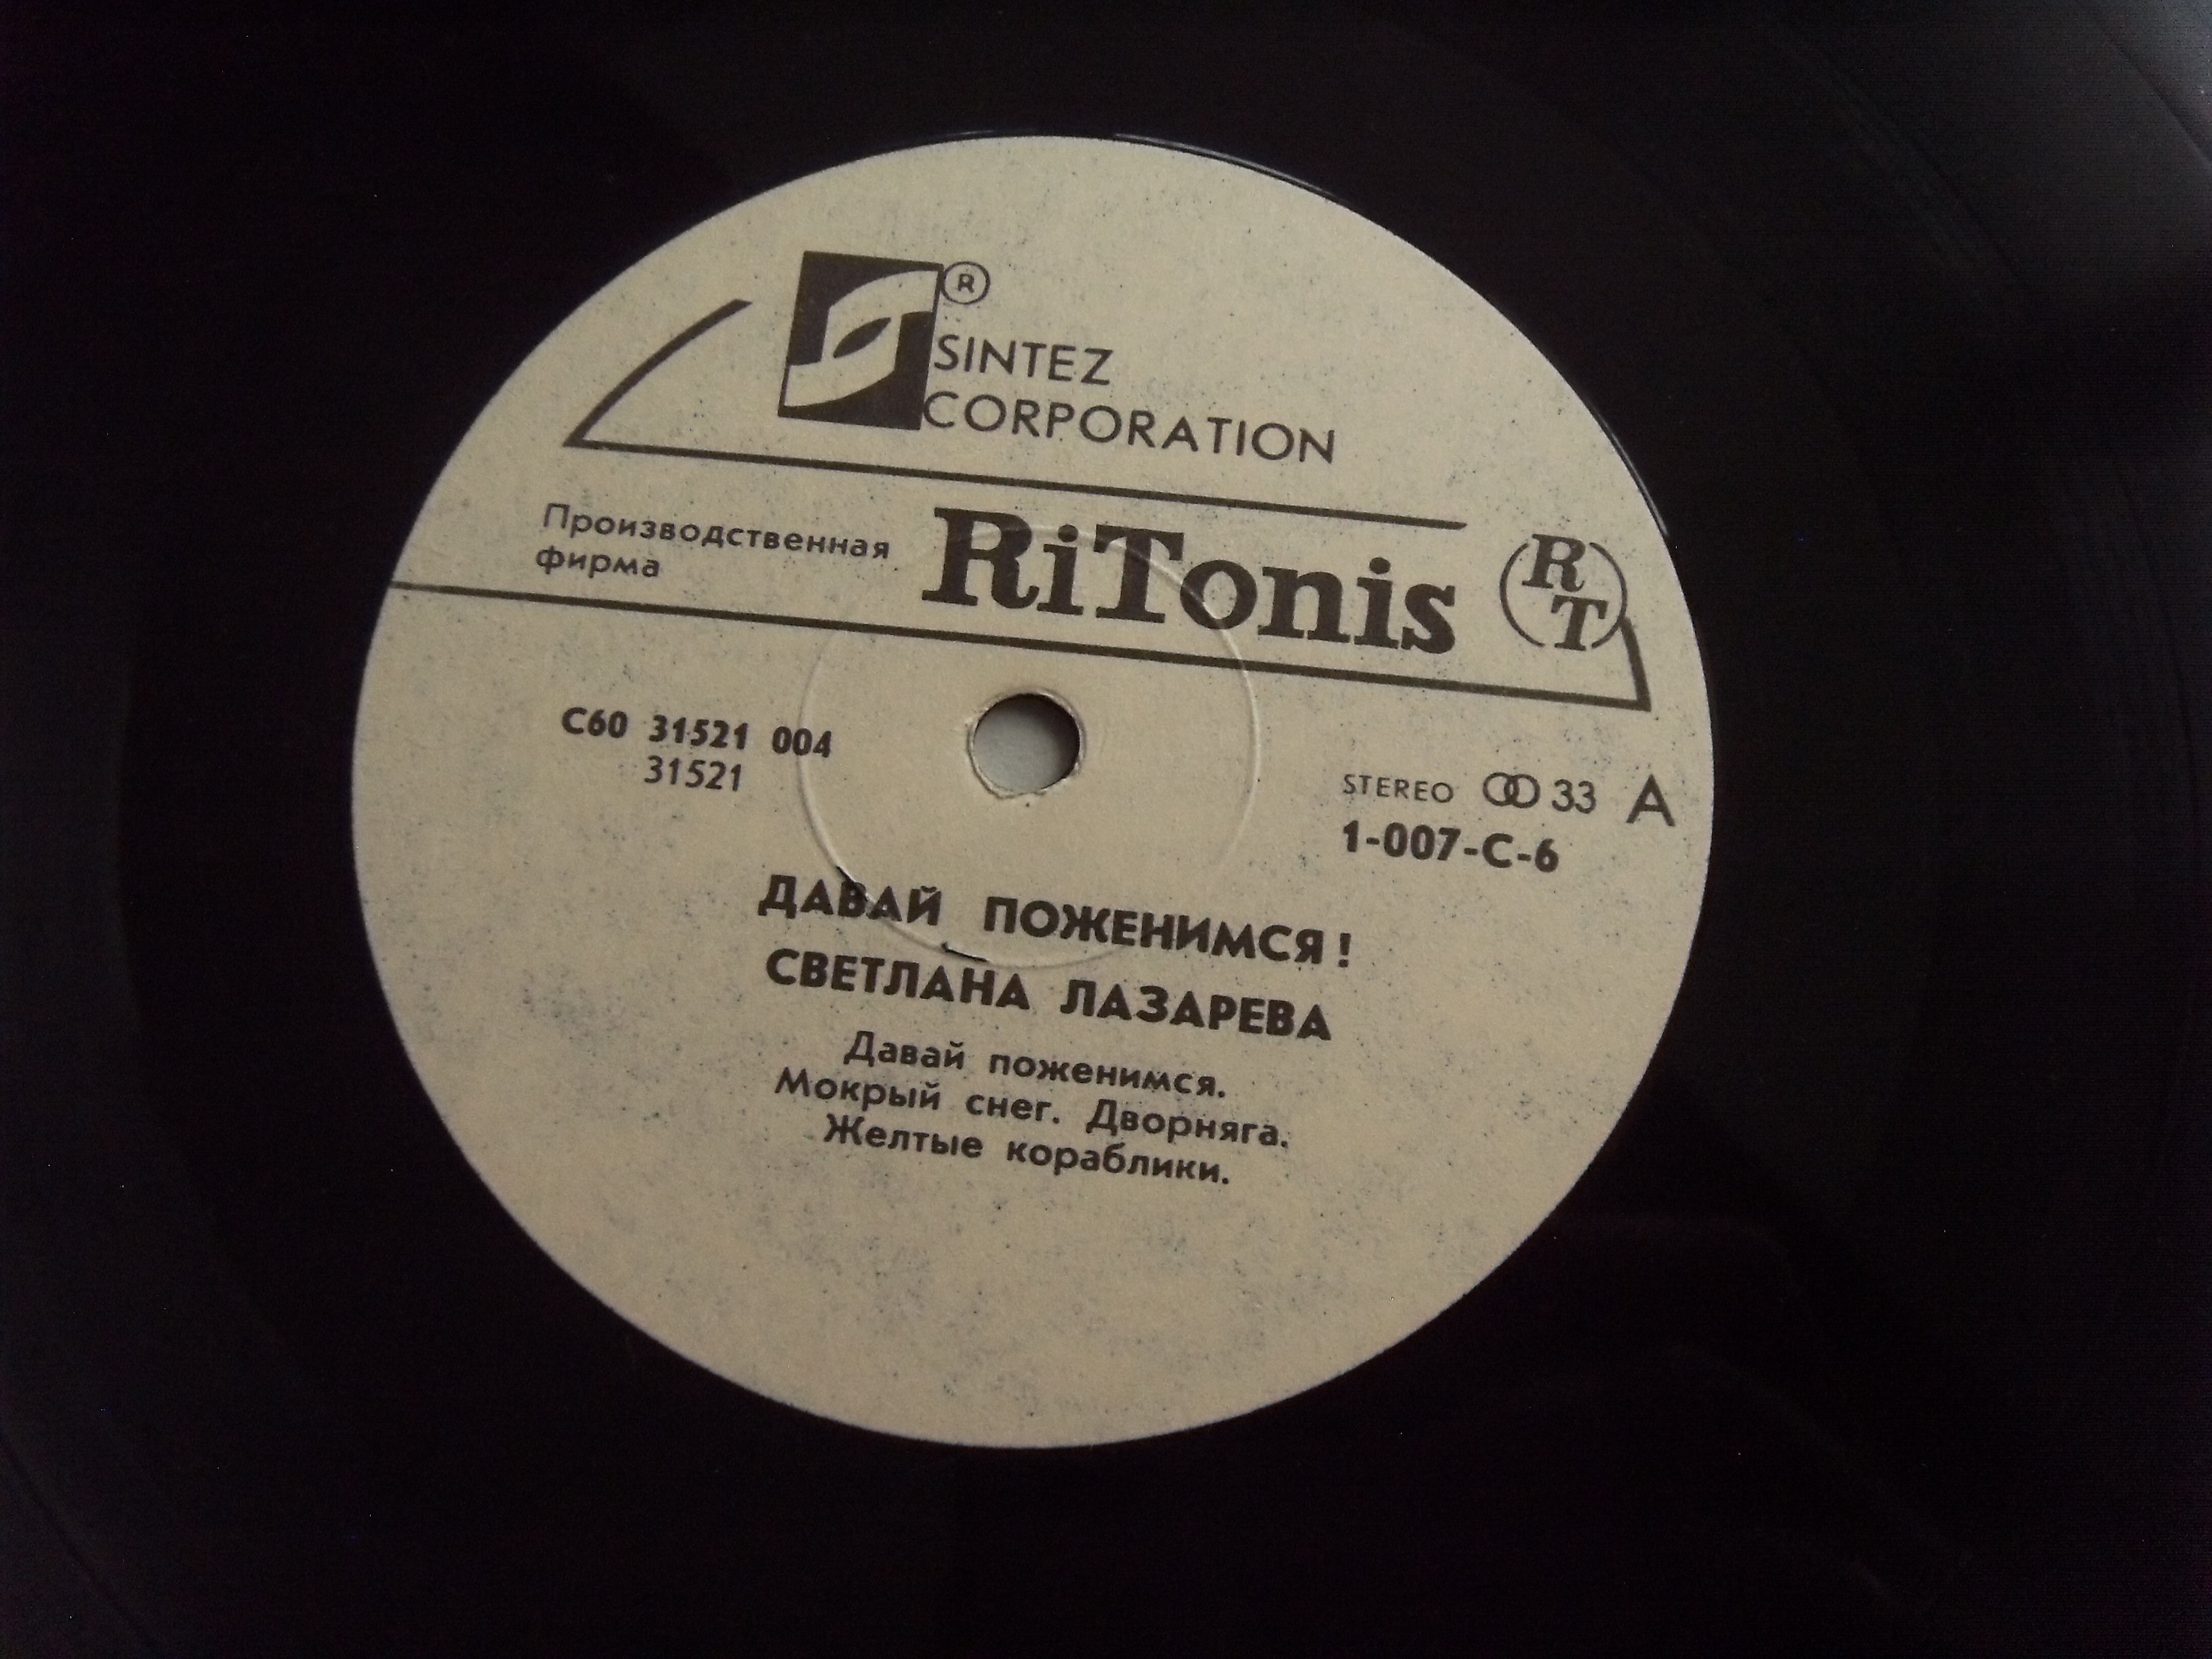 ®
SINTEZ
CORPORATION
Производственная
фирма
RiTonis
R
T
С60 31521 004
31521
STEREO 33 A
1-007-С-6
ДАВАЙ ПОЖЕНИМСЯ!
СВЕТЛАНА ЛАЗАРЕВА
Давай поженимся.
Мокрый снег. Дворняга.
Желтые кораблики.